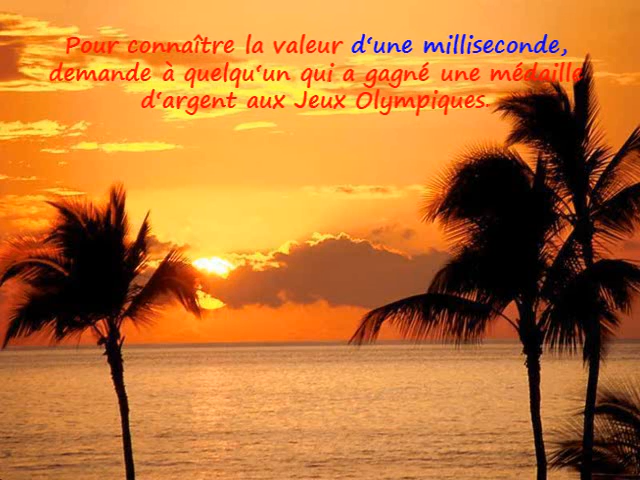 Pour connaître la valeur d‘une milliseconde,
demande à quelqu‘un qui a gagné une médaille
d‘argent aux Jeux Olympiques.